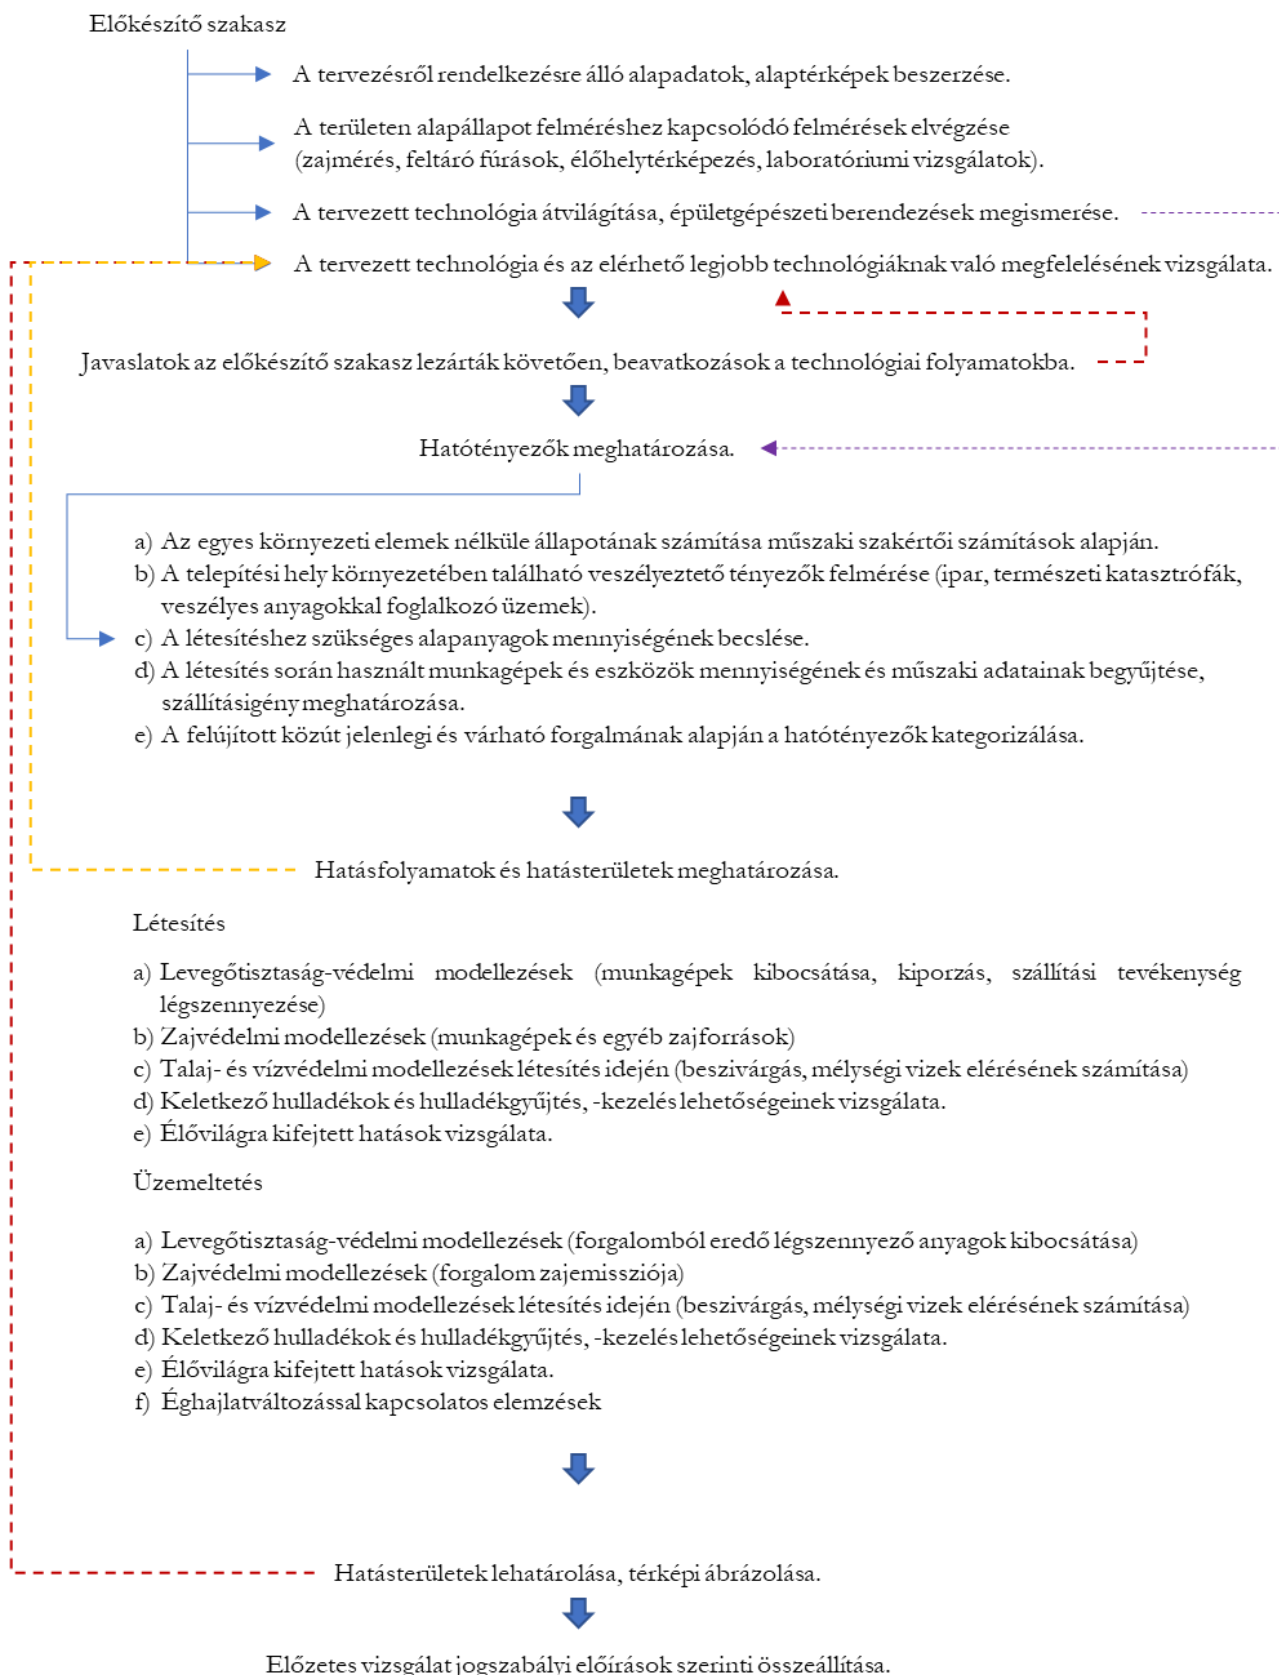 Előkészítő szakasz
A tervezésről rendelkezésre álló alapadatok, alaptérképek beszerzése.
A területen alapállapot felméréshez kapcsolódó felmérések elvégzése
(zajmérés, feltáró fúrások, élőhelytérképezés, laboratóriumi vizsgálatok).
A tervezett technológia átvilágítása, épületgépészeti berendezések megismerése.
A tervezett technológia és az elérhető legjobb technológiáknak való megfelelésének vizsgálata.
Javaslatok az előkészítő szakasz lezárták követően, beavatkozások a technológiai folyamatokba.
Hatótényezők meghatározása.
a) Az egyes környezeti elemek nélküle állapotának számítása műszaki szakértői számítások alapján.
b) A telepítési hely környezetében található veszélyeztető tényezők felmérése (ipar, természeti katasztrófák,
veszélyes anyagokkal foglalkozó üzemek).
c) A létesítéshez szükséges alapanyagok mennyiségének becslése.
d) A létesítés során használt munkagépek és eszközök mennyiségének és műszaki adatainak begyűjtése,
szállításigény meghatározása.
e) A felújított közút jelenlegi és várható forgalmának alapján a hatótényezők kategorizálása.
Hatásfolyamatok és hatásterületek meghatározása.
Létesítés
a) Levegőtisztaság-védelmi modellezések (munkagépek kibocsátása, kiporzás, szállítási tevékenység
légszennyezése)
b) Zajvédelmi modellezések (munkagépek és egyéb zajforrások)
c) Talaj- és vízvédelmi modellezések létesítés idején (beszivárgás, mélységi vizek elérésének számítása)
d) Keletkező hulladékok és hulladékgyűjtés, -kezelés lehetőségeinek vizsgálata.
e) Élővilágra kifejtett hatások vizsgálata.
Üzemeltetés
a) Levegőtisztaság-védelmi modellezések (forgalomból eredő légszennyező anyagok kibocsátása)
b) Zajvédelmi modellezések (forgalom zajemissziója)
c) Talaj- és vízvédelmi modellezések létesítés idején (beszivárgás, mélységi vizek elérésének számítása)
d) Keletkező hulladékok és hulladékgyűjtés, -kezelés lehetőségeinek vizsgálata.
e) Élővilágra kifejtett hatások vizsgálata.
f) Éghajlatváltozással kapcsolatos elemzések
Hatásterületek lehatárolása, térképi ábrázolása.
Előzetes vizsgálat jogszabályi előírások szerinti összeállítása.